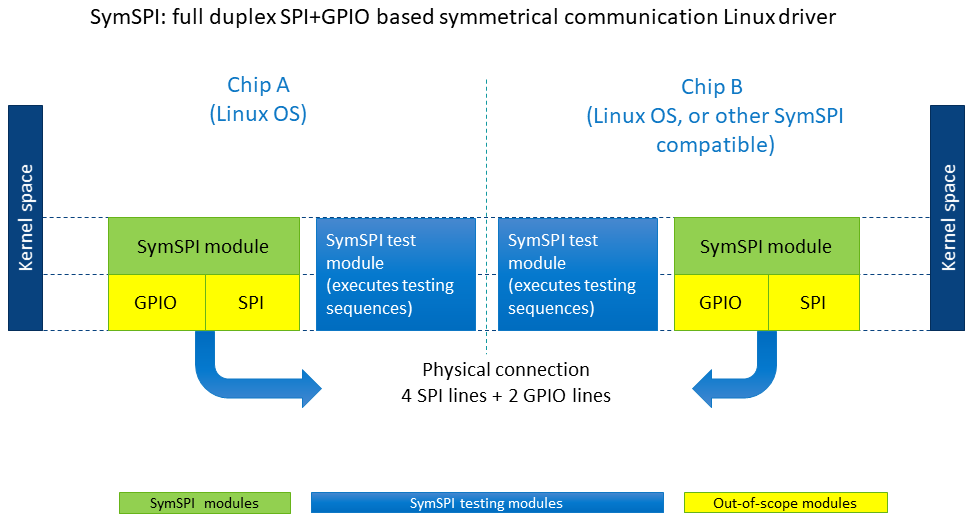 SymSPI: full duplex SPI+GPIO based symmetrical communication Linux driver
Chip A
(Linux OS)
Chip B
(Linux OS, or other SymSPI
compatible)
Kernel space
SymSPI module
GPIO
SPI
SymSPI test
module
(executes testing
sequences)
SymSPI test
module
(executes testing
sequences)
SymSPI module
GPIO
SPI
Kernel space
Physical connection
4 SPI lines + 2 GPIO lines
SymSPI modules
SymSPI testing modules
Out-of-scope modules